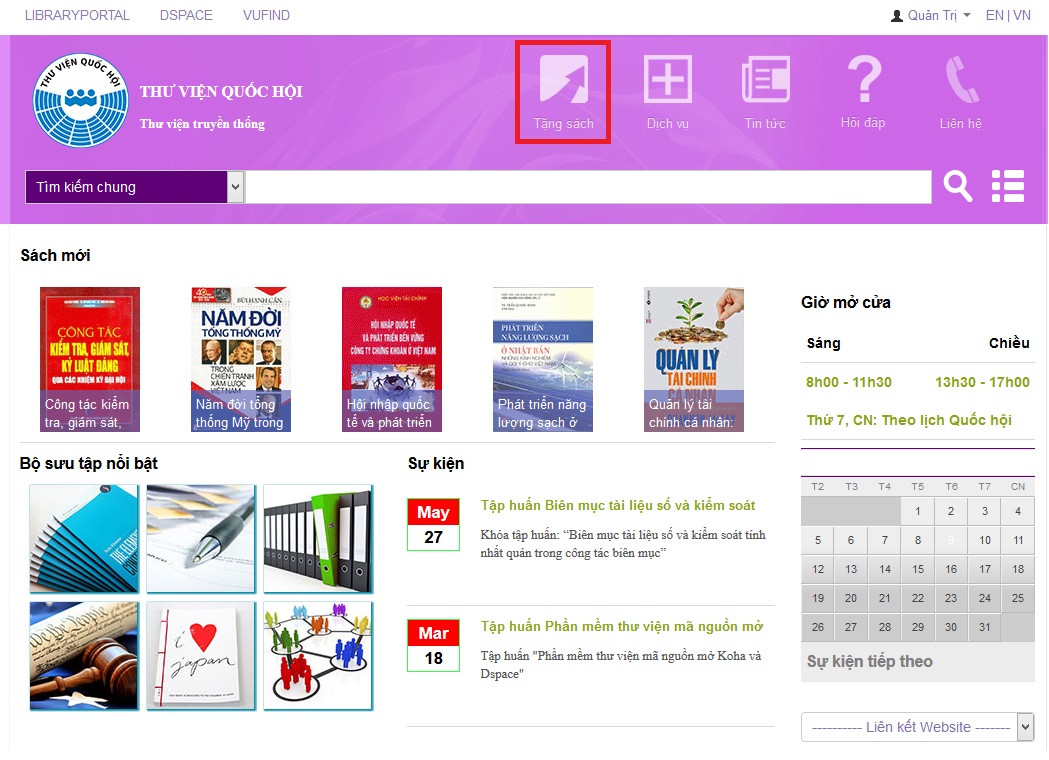 LIBRARYPORTAL DSPACE VUFIND Quản Trị EN | VN
THƯ VIỆN QUỐC HỘI
THƯ VIỆN QUỐC HỘI
Thư viện truyền thống
Tặng sách Dịch vu Tin tức Hỏi đáp Liên hệ
Tìm kiếm chung
Sách mới
CÔNG TÁC
KIỂM TRA, GIÁM SÁT,
KỶ LUẬT ĐẢNG
QUA CÁC NHIỆM KỲ ĐẠI HỘI
Công tác kiểm
tra, giám sát,
BÙI HẠNH CẨN
NĂM ĐỜI
TỔNG THỐNG MỸ
TRONG
CHIẾN TRANH
XÂM LƯỢC
VIỆT NAM
Năm đời tổng
thống Mỹ trong
HỌC VIỆN TÀI CHÍNH
HỘI NHẬP QUỐC TẾ
VÀ PHÁT TRIỂN BỀN VỮNG
CÔNG TY CHỨNG KHOÁN Ở VIỆT NAM
Hội nhập quốc
tế và phát triển
PHÁT TRIỂN
NĂNG LƯỢNG SẠCH
Ở NHẬT BẢN
Phát triển năng
lượng sạch ở
QUẢN LÝ
TÀI CHÍNH
CÁ NHÂN
Quản lý tài
chính cá nhân:
Giờ mở cửa
Sáng Chiều
8h00 - 11h30 13h30 - 17h00
Thứ 7, CN: Theo lịch Quốc hội
Bộ sưu tập nổi bật
We the People
i
japan
Sự kiện
May
27
Tập huấn Biên mục tài liệu số và kiểm soát
Khóa tập huấn: “Biên mục tài liệu số và kiểm soát tính
nhất quán trong công tác biên mục”
Mar
18
Tập huấn Phần mềm thư viện mã nguồn mở
Tập huấn "Phần mềm thư viện mã nguồn mở Koha và
Dspace"
T2 T3 T4 T5 T6 T7 CN
1 2 3 4
5 6 7 8 9 10 11
12 13 14 15 16 17 18
19 20 21 22 23 24 25
26 27 28 29 30 31
Sự kiện tiếp theo
---------- Liên kết Website -------